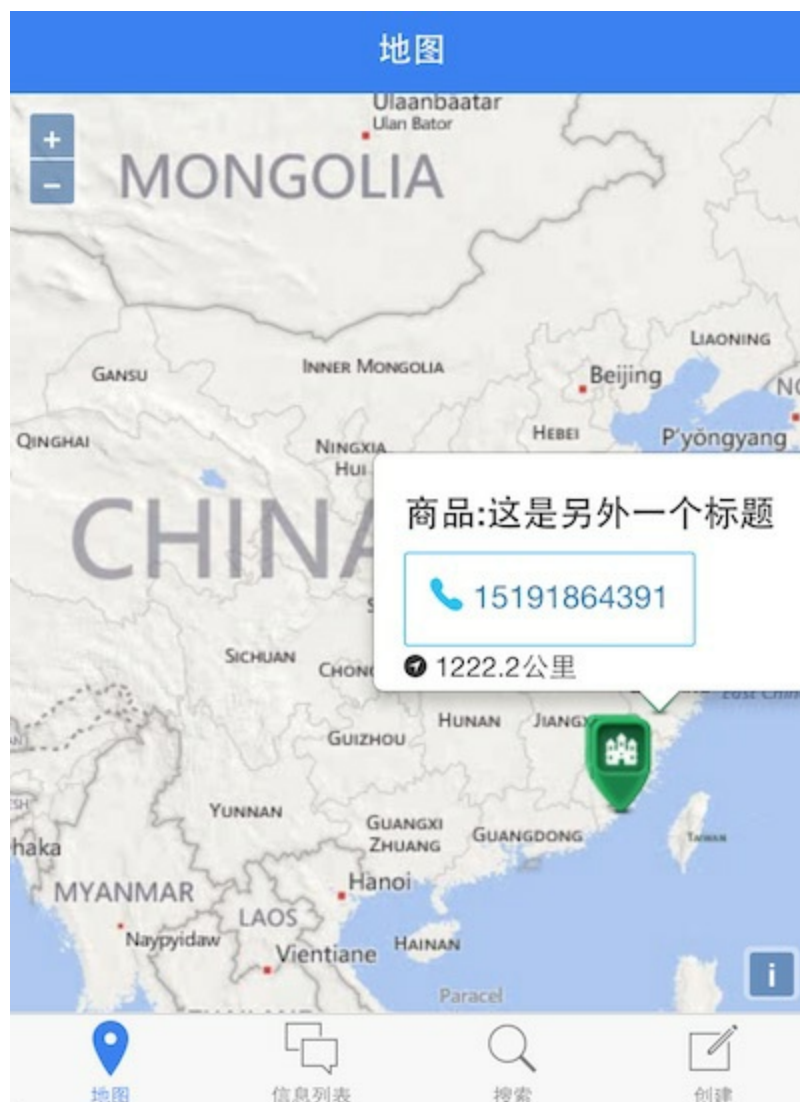 地图
+
Ulaanbaatar
Ulan Bator
−
MONGOLIA
LIAONING
GANSU
INNER MONGOLIA
Beijing
QINGHAI
NINGXIA
HUI
HEBEI
P'yŏngyang
CHINA
商品:这是另外一个标题
15191864391
1222.2公里
SICHUAN
CHONG
HUNAN
JIANGX
GUIZHOU
YUNNAN
GUANGXI
ZHUANG
GUANGDONG
TAIWAN
haka
Hanoi
MYANMAR
LAOS
Naypyidaw
Vientiane
HAINAN
i
Paracel
地图
信息列表
搜索
创建